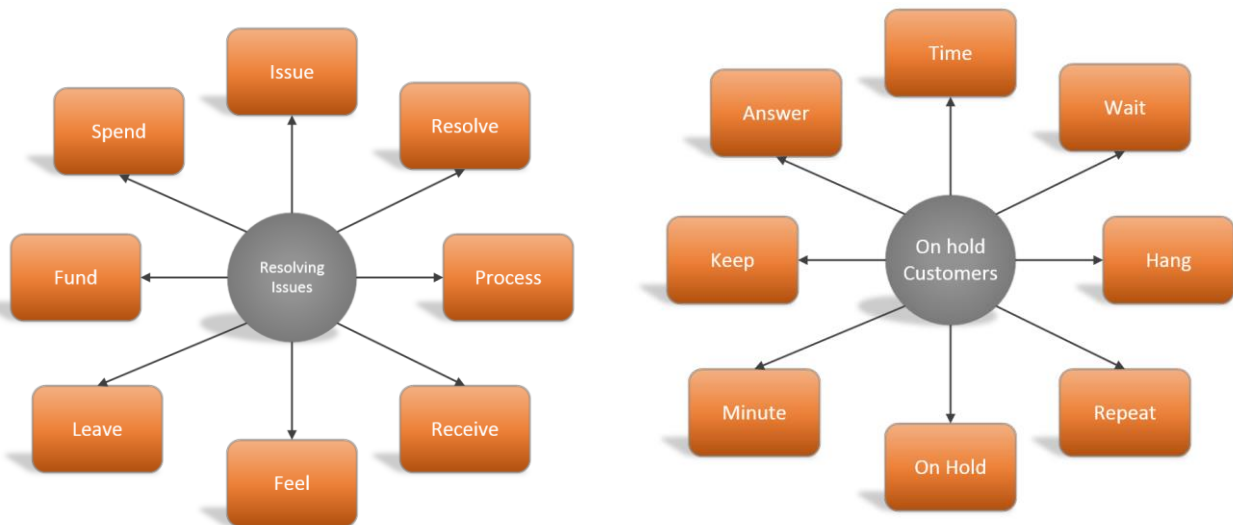 Issue
Spend
Resolve
Fund
Resolving
Issues
Process
Leave
Feel
Receive
Time
Answer
Wait
Keep
On hold
Customers
Hang
Minute
On Hold
Repeat